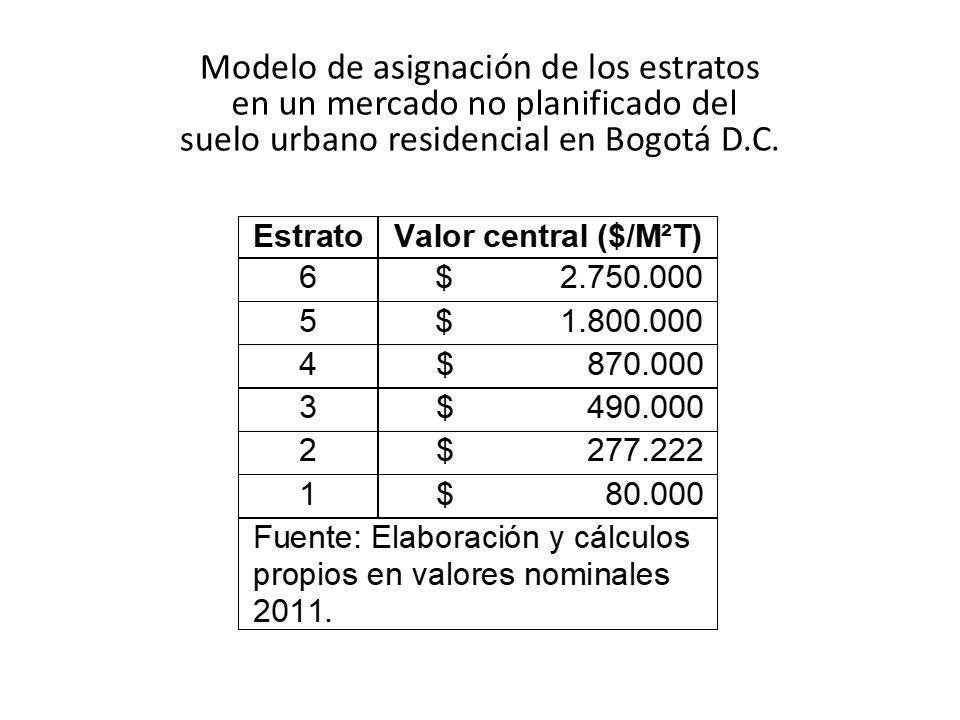 Modelo de asignación de los estratos
en un mercado no planificado del
suelo urbano residencial en Bogotá D.C.
Estrato Valor central ($/M²T)
6 $ 2.750.000
5 $ 1.800.000
4 $ 870.000
3 $ 490.000
2 $ 277.222
1 $ 80.000
Fuente: Elaboración y cálculos
propios en valores nominales
2011.